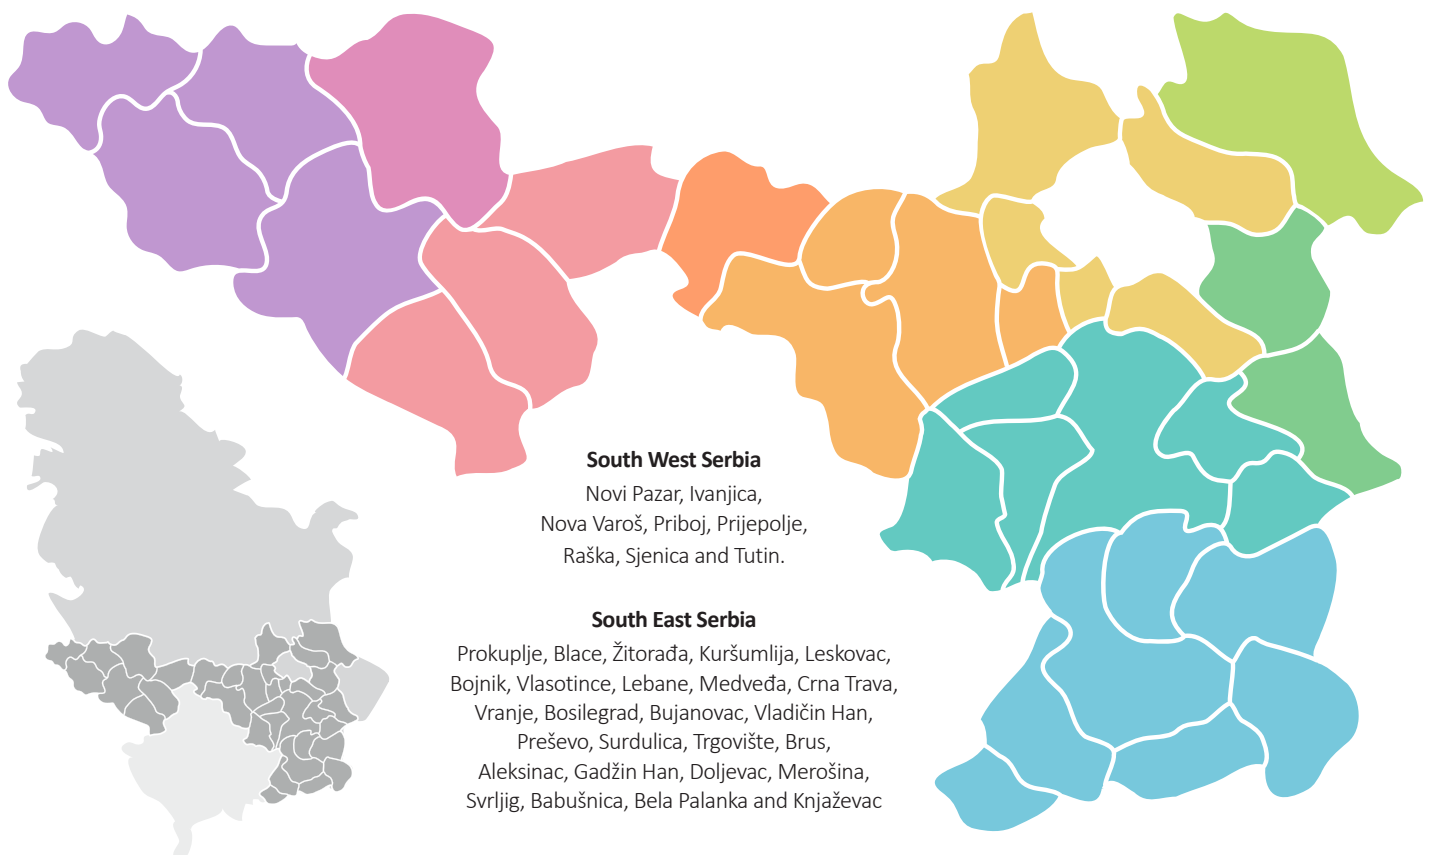 South West Serbia
Novi Pazar, Ivanjica,
Nova Varoš, Priboj, Prijepolje,
Raška, Sjenica and Tutin.
South East Serbia
Prokuplje, Blace, Žitorađa, Kuršumlija, Leskovac,
Bojnik, Vlasotince, Lebane, Medveđa, Crna Trava,
Vranje, Bosilegrad, Bujanovac, Vladičin Han,
Preševo, Surdulica, Trgovište, Brus,
Aleksinac, Gadžin Han, Doljevac, Merošina,
Svrljig, Babušnica, Bela Palanka and Knjaževac